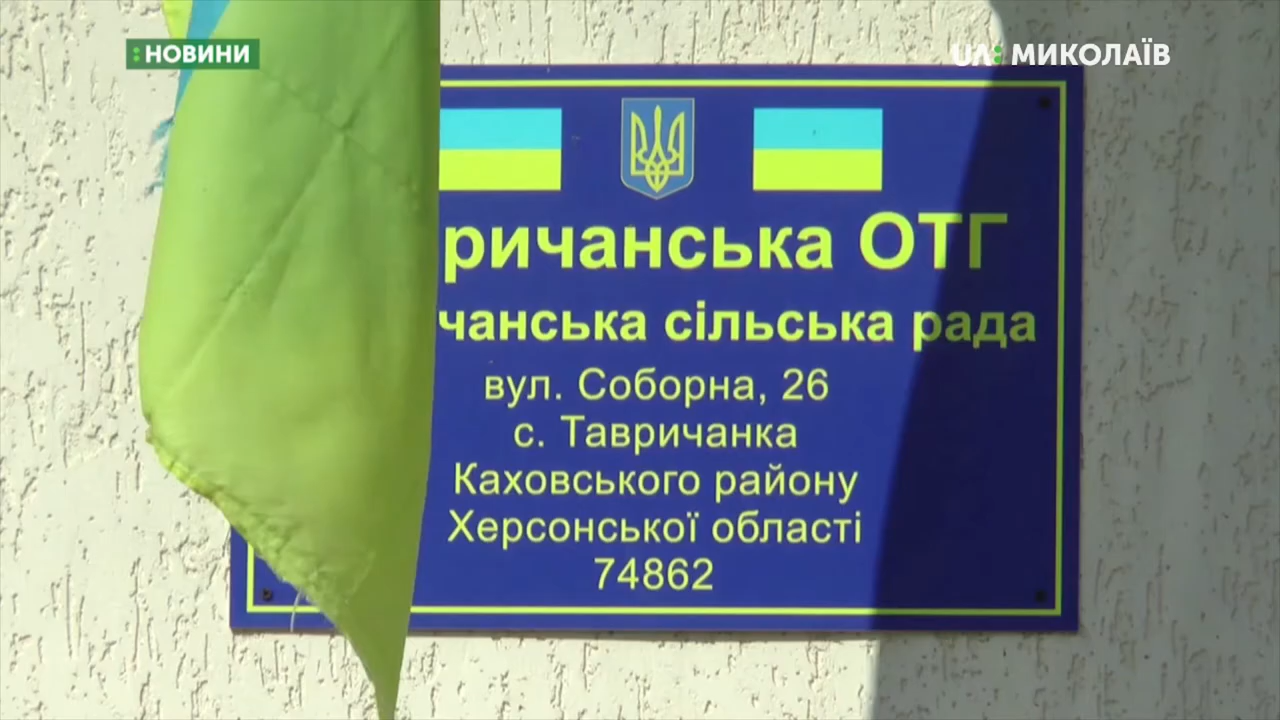 :НОВИНИ
UA: МИКОЛАЇВ
ричанська ОТГ
чанська сільська рада
вул. Соборна, 26
с. Тавричанка
Каховського району
Херсонської області
74862